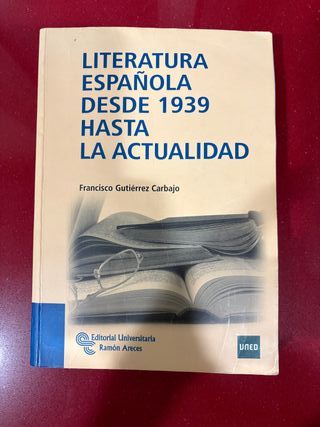 LITERATURA
ESPAÑOLA
DESDE 1939
HASTA
LA ACTUALIDAD
Francisco Gutiérrez Carbajo
Editorial Universitaria
Ramón Areces
UNED